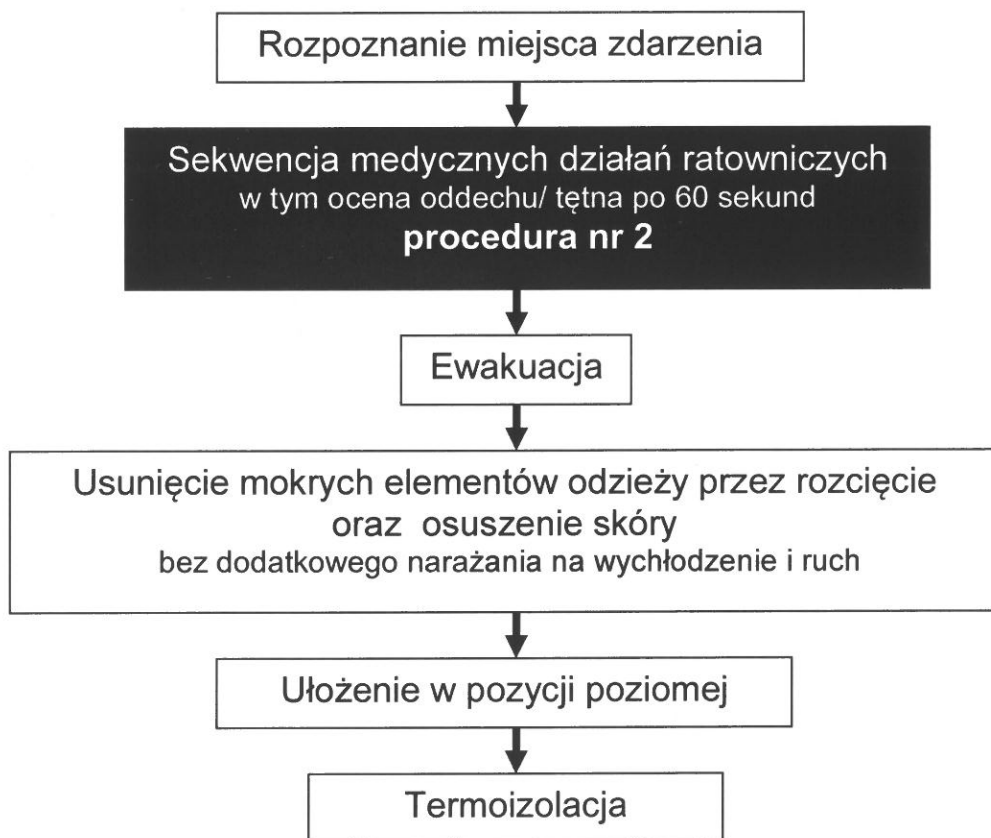 Rozpoznanie miejsca zdarzenia
Sekwencja medycznych działań ratowniczych
w tym ocena oddechu/ tętna po 60 sekund
procedura nr 2
Ewakuacja
Usunięcie mokrych elementów odzieży przez rozcięcie
oraz osuszenie skóry
bez dodatkowego narażania na wychłodzenie i ruch
Ułożenie w pozycji poziomej
Termoizolacja